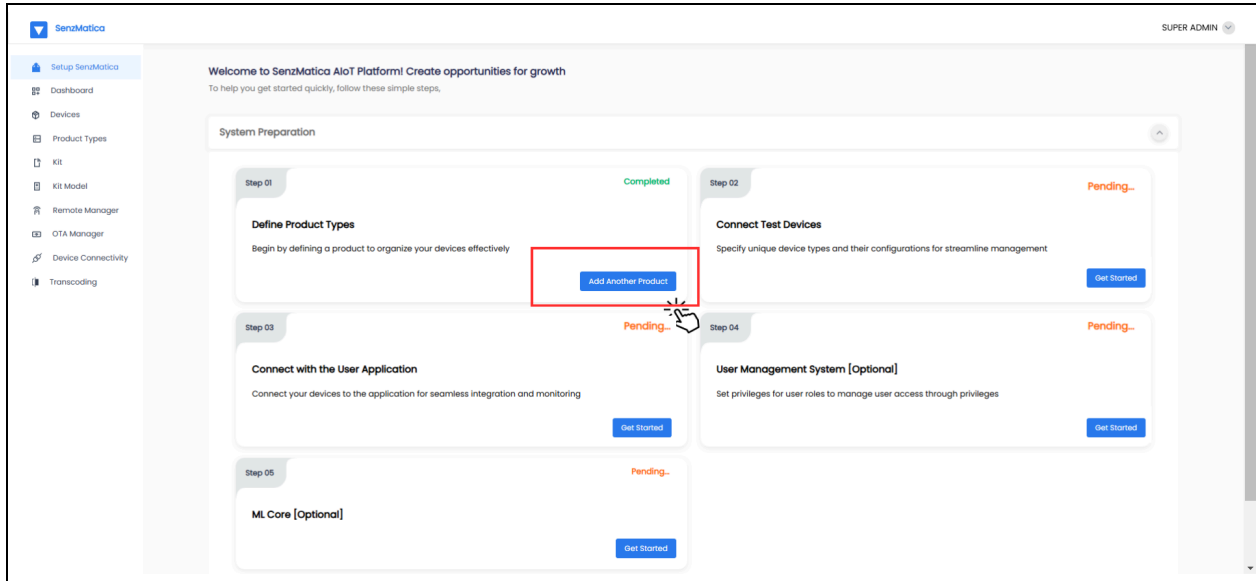 SenzMatica
SUPER ADMIN
Setup SenzMatica
Dashboard
Devices
Product Types
Kit
Kit Model
Remote Manager
OTA Manager
Device Connectivity
Transcoding
Welcome to SenzMatica AIoT Platform! Create opportunities for growth
To help you get started quickly, follow these simple steps,
System Preparation
Step 01
Completed
Define Product Types
Begin by defining a product to organize your devices effectively
Add Another Product
Step 02
Pending...
Connect Test Devices
Specify unique device types and their configurations for streamline management
Get Started
Step 03
Pending...
Connect with the User Application
Connect your devices to the application for seamless integration and monitoring
Get Started
Step 04
Pending...
User Management System [Optional]
Set privileges for user roles to manage user access through privileges
Get Started
Step 05
Pending...
ML Core [Optional]
Get Started